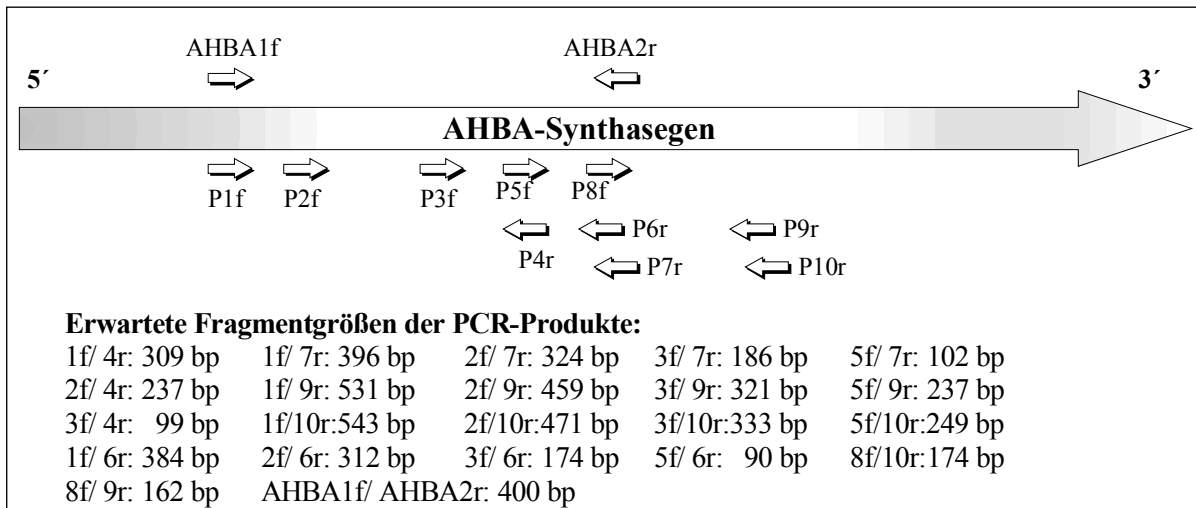 AHBA1f AHBA2r
5´ 3´
AHBA-Synthasegen
P1f P2f P3f P5f P8f
P6r P9r
P4r P7r P10r
Erwartete Fragmentgrößen der PCR-Produkte:
1f/ 4r: 309 bp 1f/ 7r: 396 bp 2f/ 7r: 324 bp 3f/ 7r: 186 bp 5f/ 7r: 102 bp
2f/ 4r: 237 bp 1f/ 9r: 531 bp 2f/ 9r: 459 bp 3f/ 9r: 321 bp 5f/ 9r: 237 bp
3f/ 4r: 99 bp 1f/10r:543 bp 2f/10r:471 bp 3f/10r:333 bp 5f/10r:249 bp
1f/ 6r: 384 bp 2f/ 6r: 312 bp 3f/ 6r: 174 bp 5f/ 6r: 90 bp 8f/10r:174 bp
8f/ 9r: 162 bp AHBA1f/ AHBA2r: 400 bp